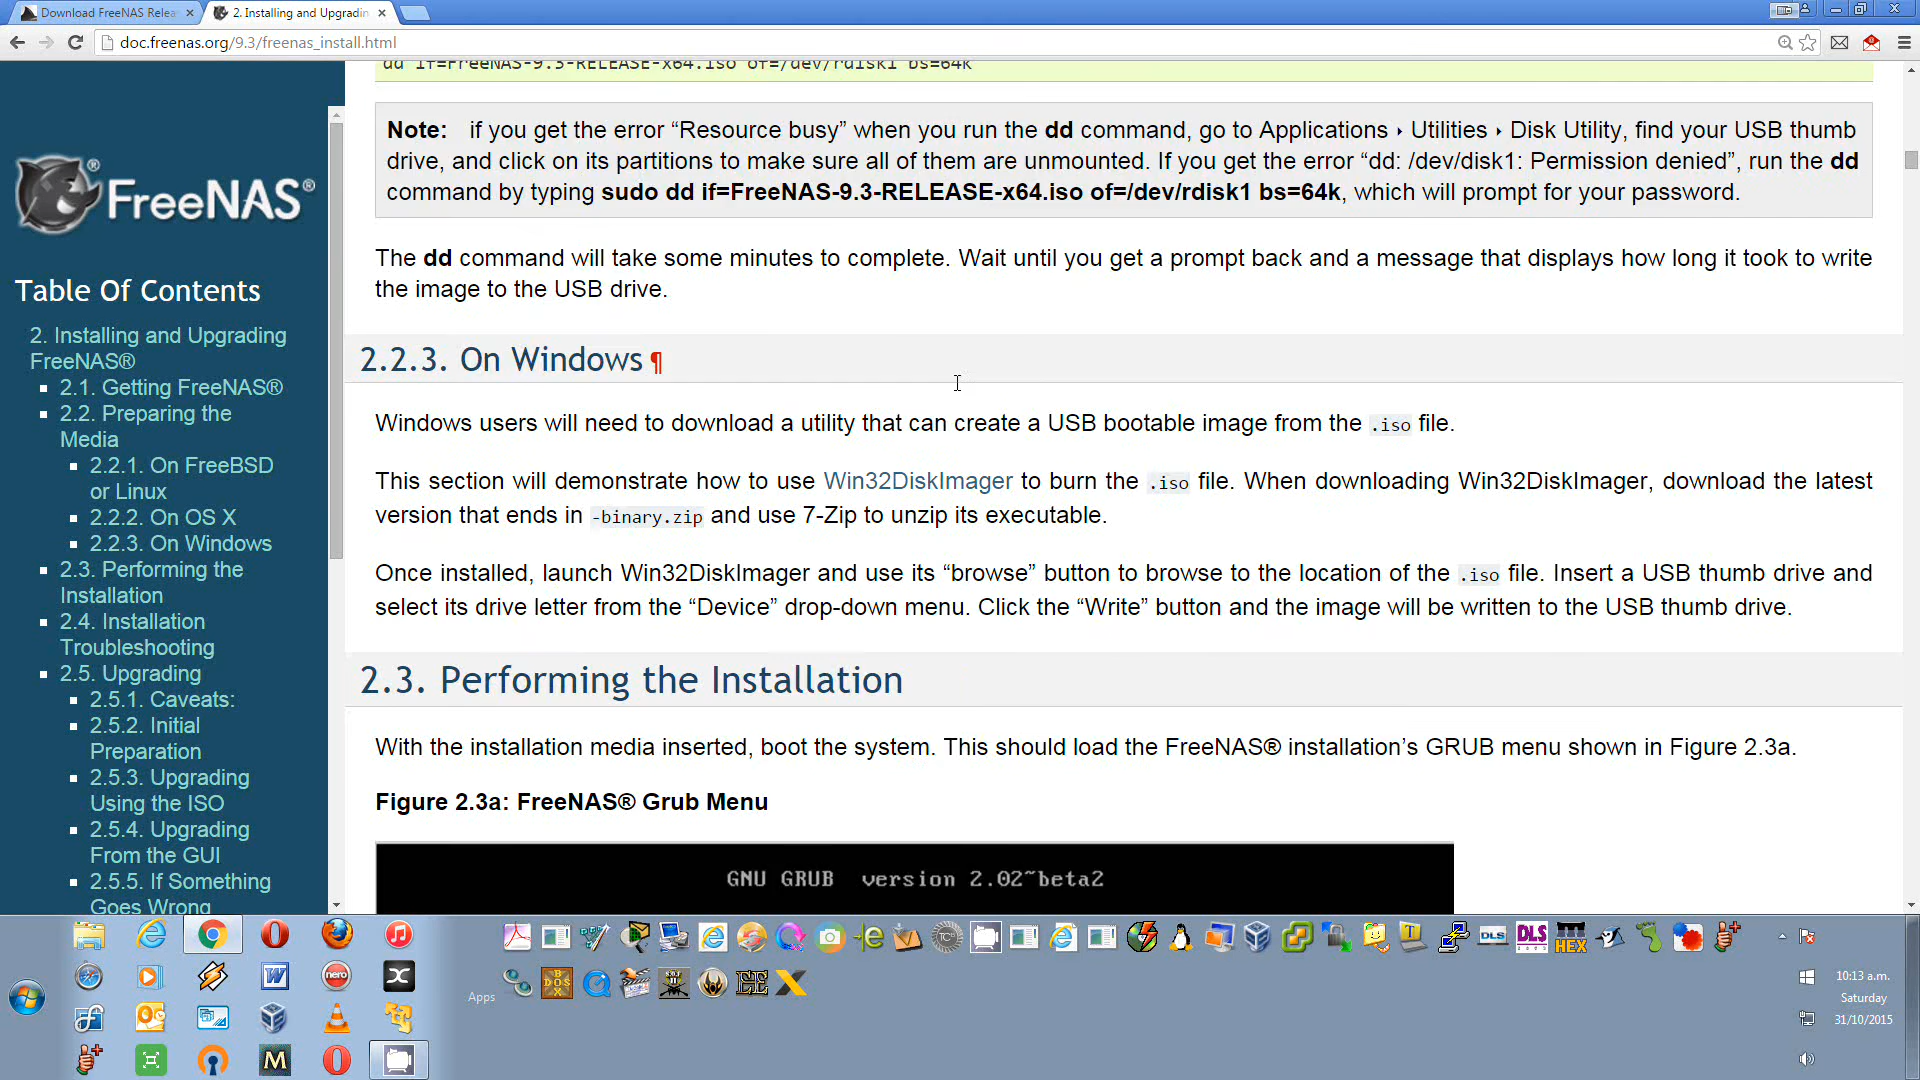 Download FreeNAS Relea
2. Installing and Upgradin
doc.freenas.org/9.3/freenas_install.html
dd if=FreeNAS-9.3-RELEASE-x64.iso of=/dev/rdisk1 bs=64k
Note: if you get the error “Resource busy” when you run the dd command, go to Applications ‣ Utilities ‣ Disk Utility, find your USB thumb
drive, and click on its partitions to make sure all of them are unmounted. If you get the error “dd: /dev/disk1: Permission denied”, run the dd
command by typing sudo dd if=FreeNAS-9.3-RELEASE-x64.iso of=/dev/rdisk1 bs=64k, which will prompt for your password.
The dd command will take some minutes to complete. Wait until you get a prompt back and a message that displays how long it took to write
the image to the USB drive.
2.2.3. On Windows¶
Windows users will need to download a utility that can create a USB bootable image from the .iso file.
This section will demonstrate how to use Win32DiskImager to burn the .iso file. When downloading Win32DiskImager, download the latest
version that ends in -binary.zip and use 7-Zip to unzip its executable.
Once installed, launch Win32DiskImager and use its “browse” button to browse to the location of the .iso file. Insert a USB thumb drive and
select its drive letter from the “Device” drop-down menu. Click the “Write” button and the image will be written to the USB thumb drive.
2.3. Performing the Installation
With the installation media inserted, boot the system. This should load the FreeNAS® installation’s GRUB menu shown in Figure 2.3a.
Figure 2.3a: FreeNAS® Grub Menu
GNU GRUB version 2.02~beta2
FreeNAS®
Table Of Contents
2. Installing and Upgrading
FreeNAS®
2.1. Getting FreeNAS®
2.2. Preparing the
Media
2.2.1. On FreeBSD
or Linux
2.2.2. On OS X
2.2.3. On Windows
2.3. Performing the
Installation
2.4. Installation
Troubleshooting
2.5. Upgrading
2.5.1. Caveats:
2.5.2. Initial
Preparation
2.5.3. Upgrading
Using the ISO
2.5.4. Upgrading
From the GUI
2.5.5. If Something
Goes Wrong
DLS
DLS
HEX
nero
Apps
10:13 a.m.
Saturday
31/10/2015